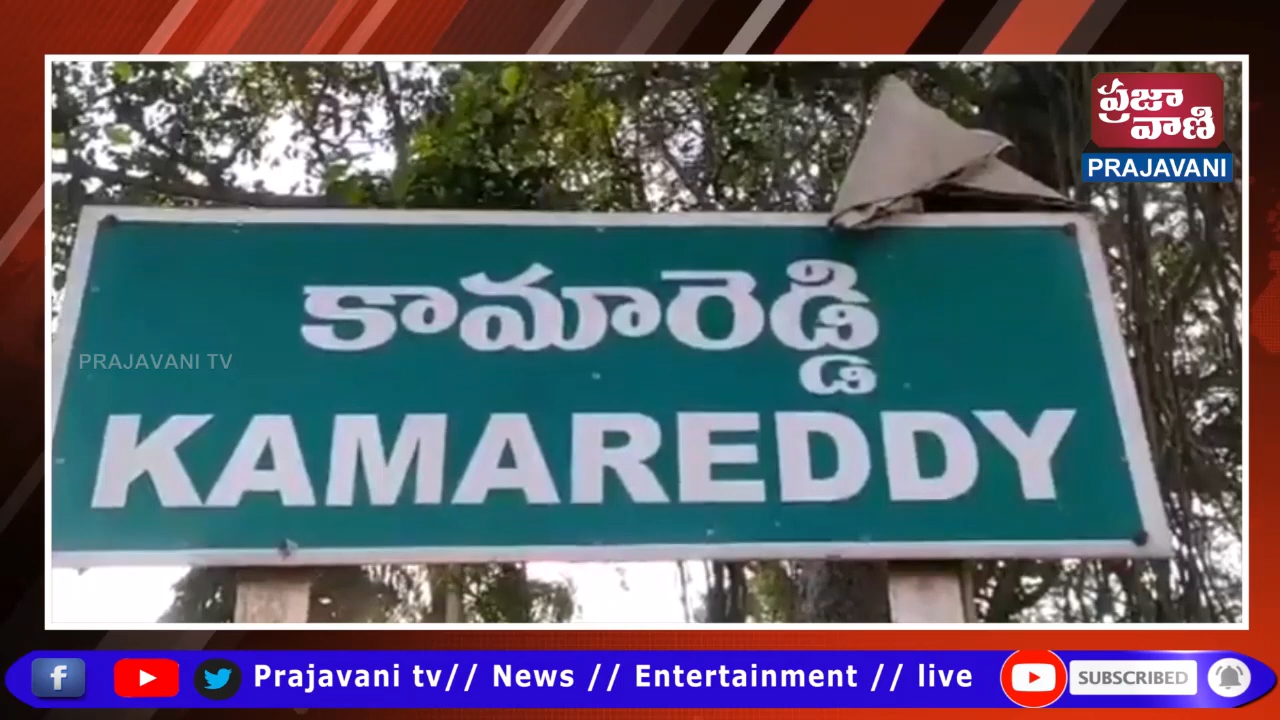 ప్రజా
వాణి
PRAJAVANI
కామారెడ్డి
PRAJAVANI TV
KAMAREDDY
Prajavani tv// News // Entertainment // live
SUBSCRIBED